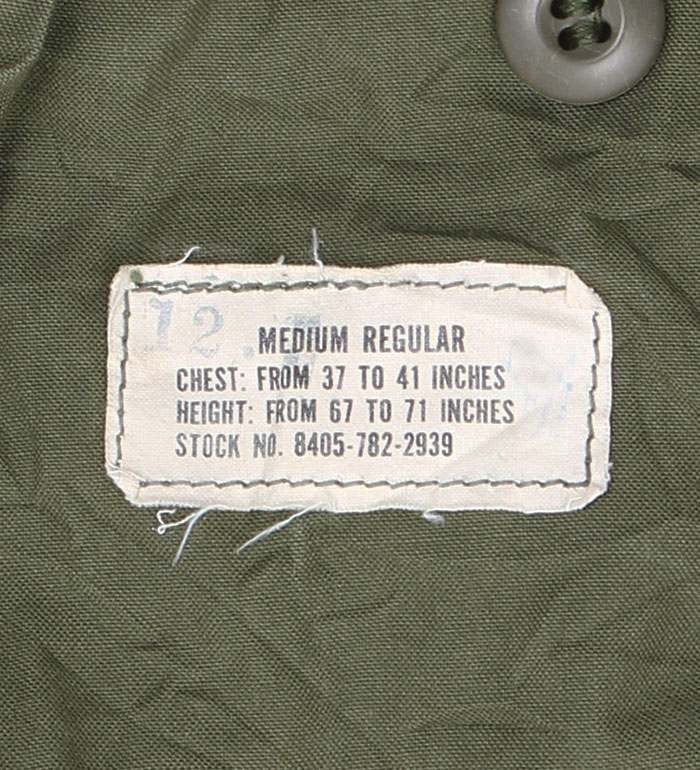 MEDIUM REGULAR
CHEST: FROM 37 TO 41 INCHES
HEIGHT: FROM 67 TO 71 INCHES
STOCK NO. 8405-782-2939